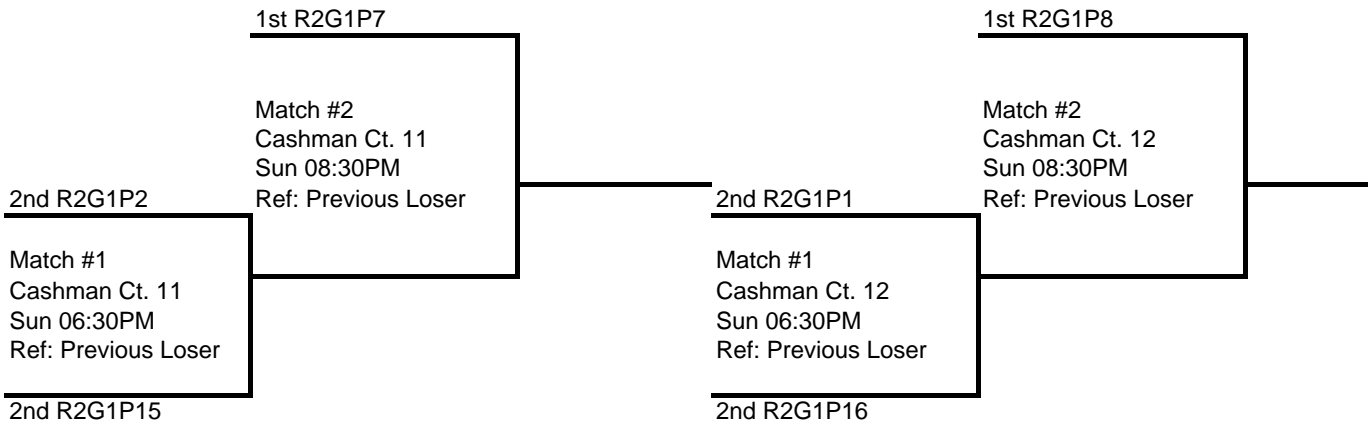 1st R2G1P7
Match #2
Cashman Ct. 11
Sun 08:30PM
Ref: Previous Loser
2nd R2G1P2
Match #1
Cashman Ct. 11
Sun 06:30PM
Ref: Previous Loser
2nd R2G1P15
1st R2G1P8
Match #2
Cashman Ct. 12
Sun 08:30PM
Ref: Previous Loser
2nd R2G1P1
Match #1
Cashman Ct. 12
Sun 06:30PM
Ref: Previous Loser
2nd R2G1P16